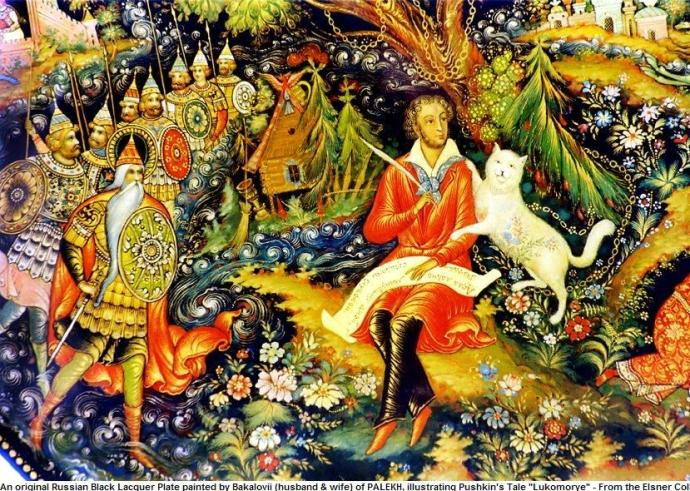 An original Russian Black Lacquer Plate painted by Bakalovii (husband & wife) of PALEKH, illustrating Pushkin's Tale "Lukomorye" - From the Elsner Col